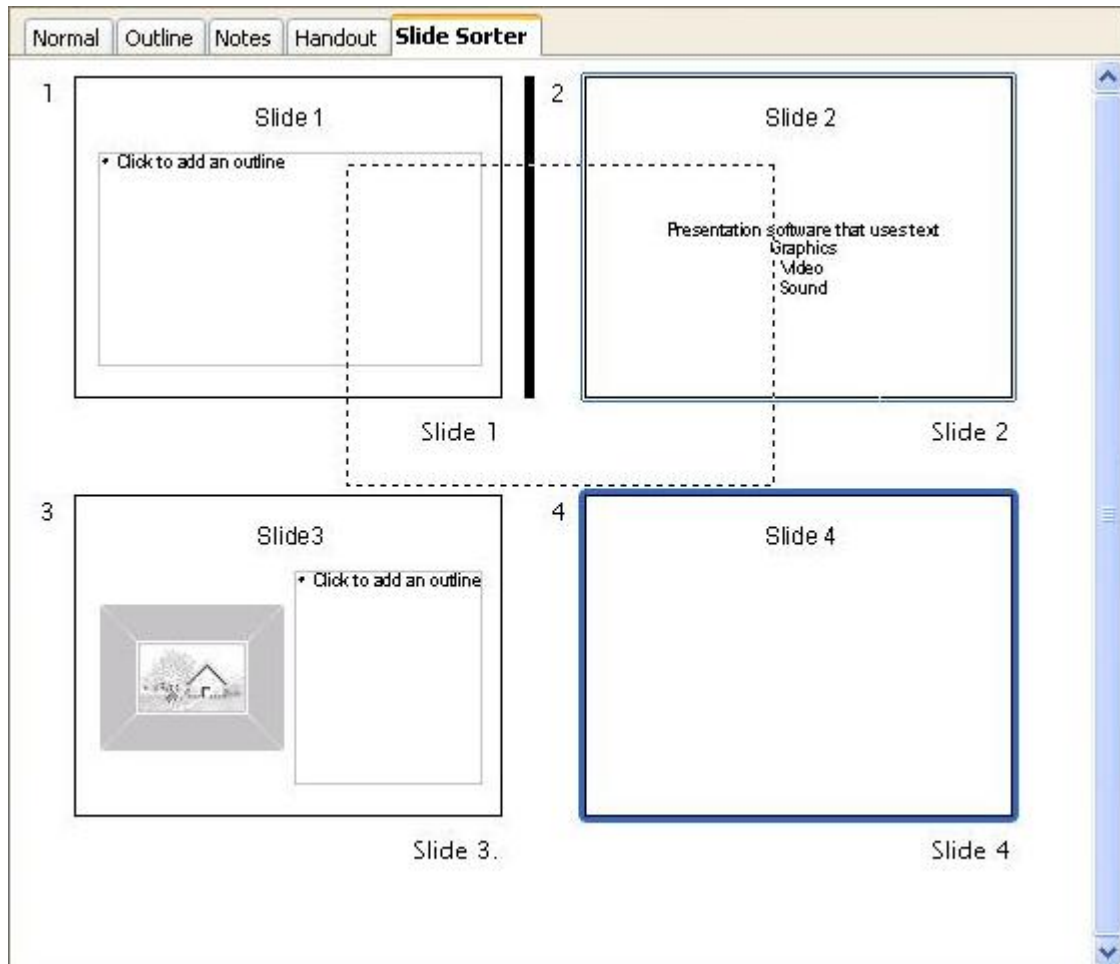 Normal Outline Notes Handout Slide Sorter
1
Slide 1
• Click to add an outline
Slide 1
2
Slide 2
Presentation software that uses text
Graphics
Video
Sound
Slide 2
3
Slide3
• Click to add an outline
Slide 3.
4
Slide 4
Slide 4